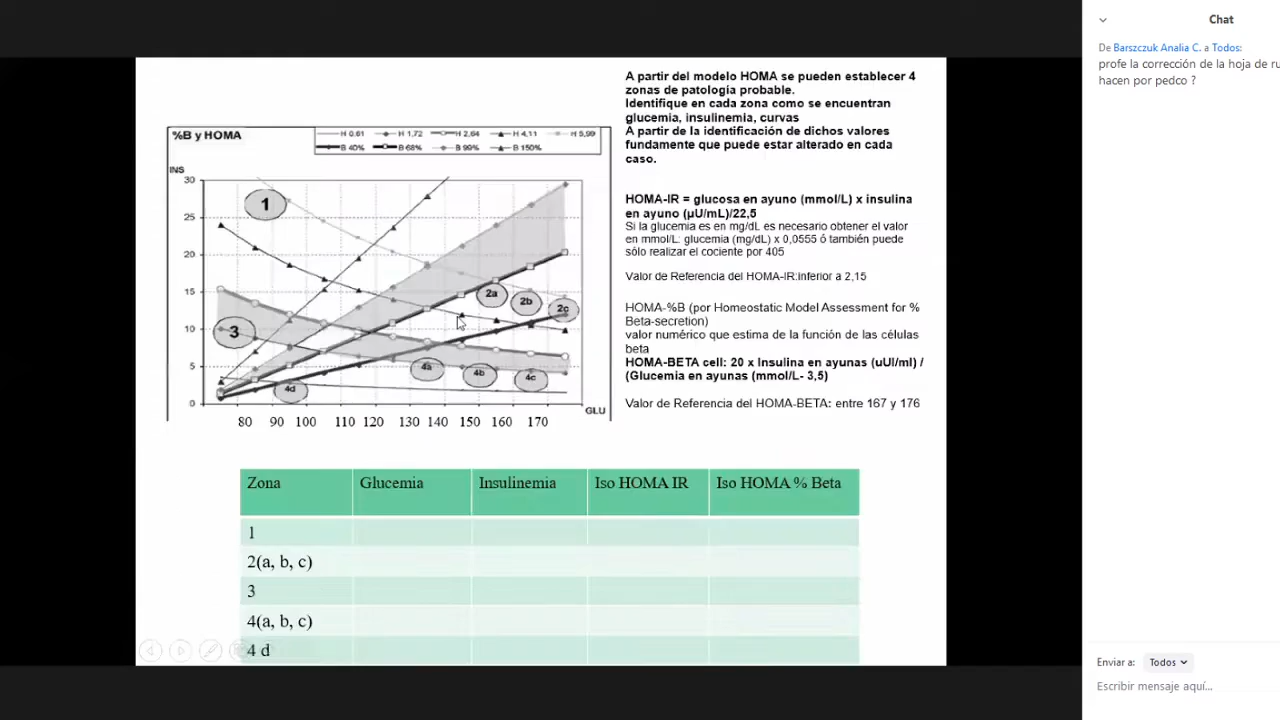 Chat
De Barszczuk Analia C. a Todos:
profe la corrección de la hoja de ru
hacen por pedco ?
A partir del modelo HOMA se pueden establecer 4
zonas de patología probable.
Identifique en cada zona como se encuentran
glucemia, insulinemia, curvas
A partir de la identificación de dichos valores
fundamente que puede estar alterado en cada
caso.
HOMA-IR = glucosa en ayuno (mmol/L) x insulina
en ayuno (µU/mL)/22,5
Si la glucemia es en mg/dL es necesario obtener el valor
en mmol/L: glucemia (mg/dL) x 0,0555 ó también puede
sólo realizar el cociente por 405
Valor de Referencia del HOMA-IR:inferior a 2,15
HOMA-%B (por Homeostatic Model Assessment for %
Beta-secretion)
valor numérico que estima de la función de las células
beta
HOMA-BETA cell: 20 x Insulina en ayunas (uUI/ml) /
(Glucemia en ayunas (mmol/L- 3,5)
Valor de Referencia del HOMA-BETA: entre 167 y 176
%B y HOMA
H 0,61 H 1,72 H 2,64 H 4,11 H 5,99
B 40% B 68% B 99% B 150%
INS
30
25
20
15
10
5
0
1
2a
2b
2c
3
4a
4b
4c
4d
GLU
80 90 100 110 120 130 140 150 160 170
Zona Glucemia Insulinemia Iso HOMA IR Iso HOMA % Beta
1
2(a, b, c)
3
4(a, b, c)
4 d
Enviar a: Todos
Escribir mensaje aquí...